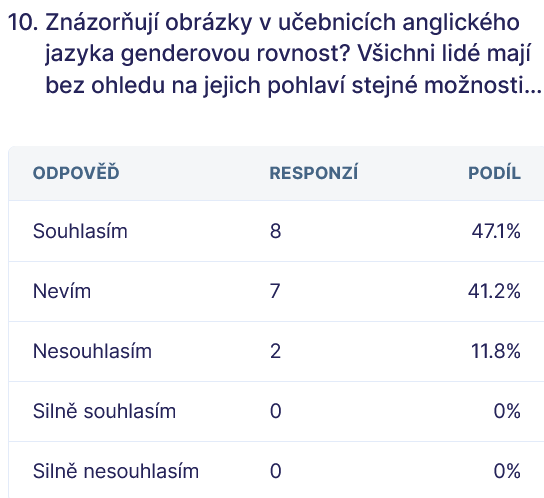 10. Znázorňují obrázky v učebnicích anglického
jazyka genderovou rovnost? Všichni lidé mají
bez ohledu na jejich pohlaví stejné možnosti...
ODPOVĚĎ RESPONZÍ PODÍL
Souhlasím 8 47.1%
Nevím 7 41.2%
Nesouhlasím 2 11.8%
Silně souhlasím 0 0%
Silně nesouhlasím 0 0%